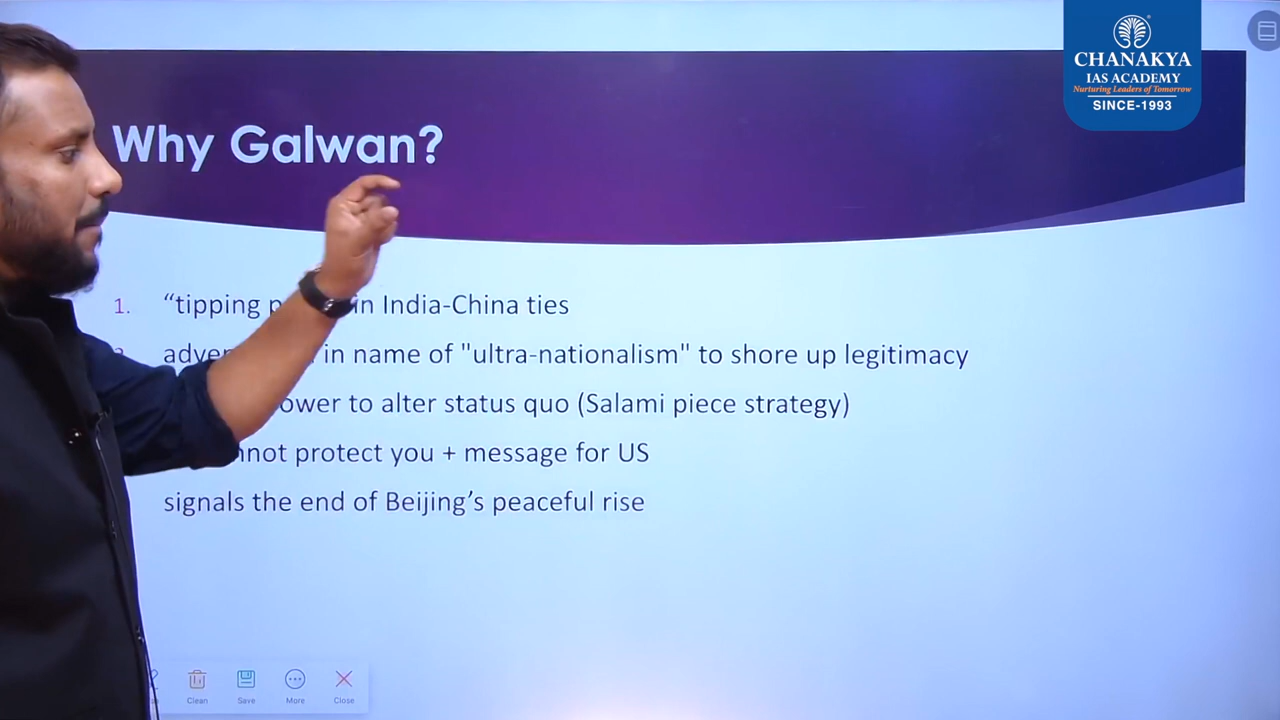 CHANAKYA
IAS ACADEMY
Nurturing Leaders of Tomorrow
SINCE-1993
Why Galwan?
1. “tipping in India-China ties
in name of "ultra-nationalism" to shore up legitimacy
to alter status quo (Salami piece strategy)
protect you + message for US
signals the end of Beijing’s peaceful rise
Clean Save More Close